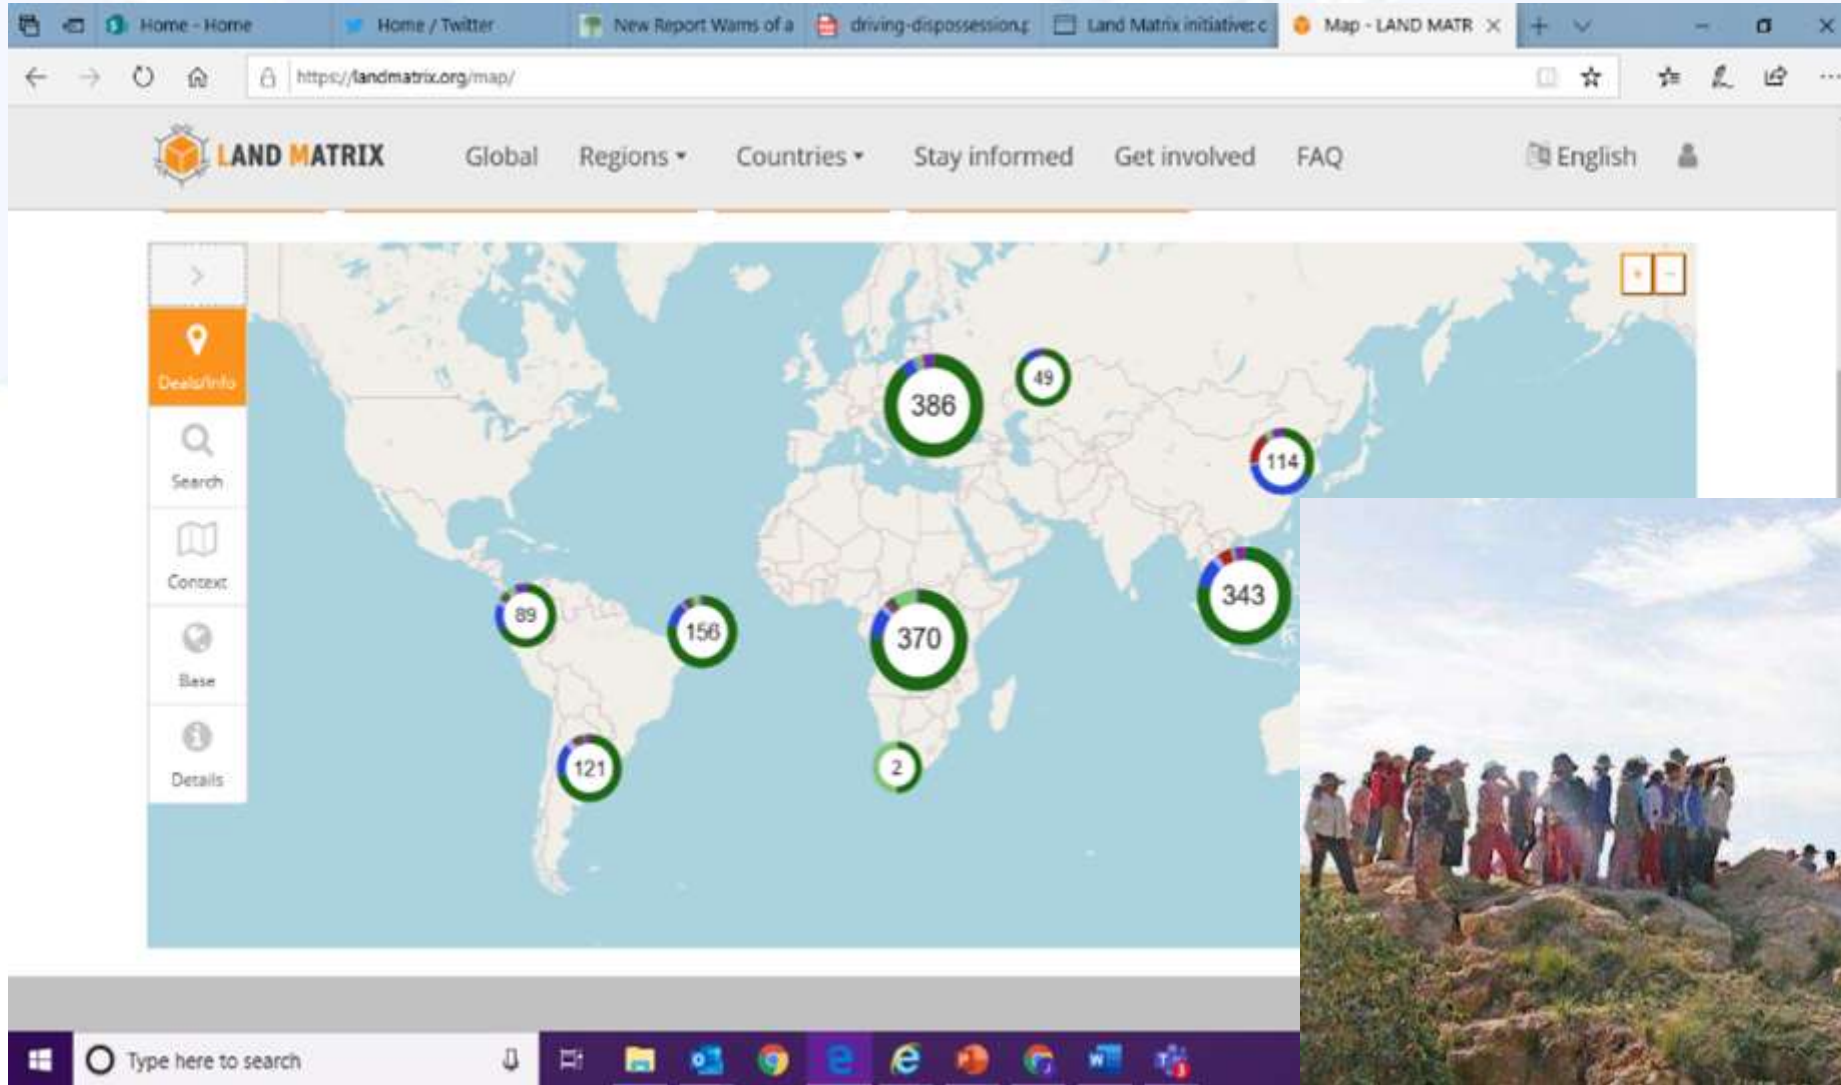 Home - Home
Home / Twitter
New Report Warns of a
driving-dispossession.p
Land Matrix initiative: c
Map - LAND MATR
https://landmatrix.org/map/
LAND MATRIX
Global
Regions
Countries
Stay informed
Get involved
FAQ
English
Deals/Info
Search
Context
Base
Details
386
49
114
343
89
156
370
121
2
Type here to search